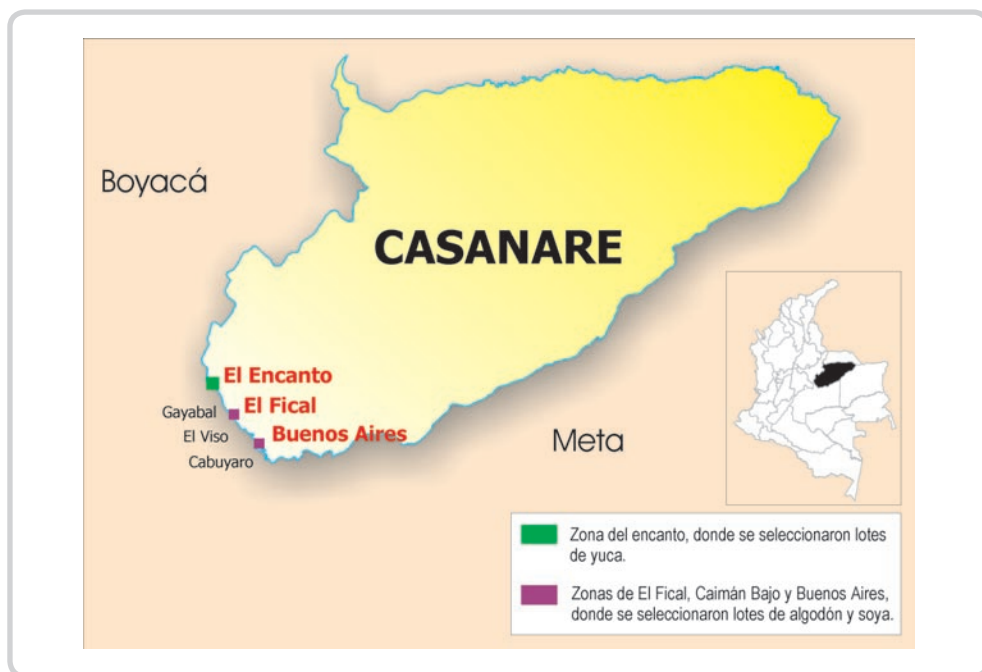 Boyacá
CASANARE
El Encanto
Gayabal
El Fical
El Viso
Buenos Aires
Cabuyaro
Meta
Zona del encanto, donde se seleccionaron lotes
de yuca.
Zonas de El Fical, Caimán Bajo y Buenos Aires,
donde se seleccionaron lotes de algodón y soya.